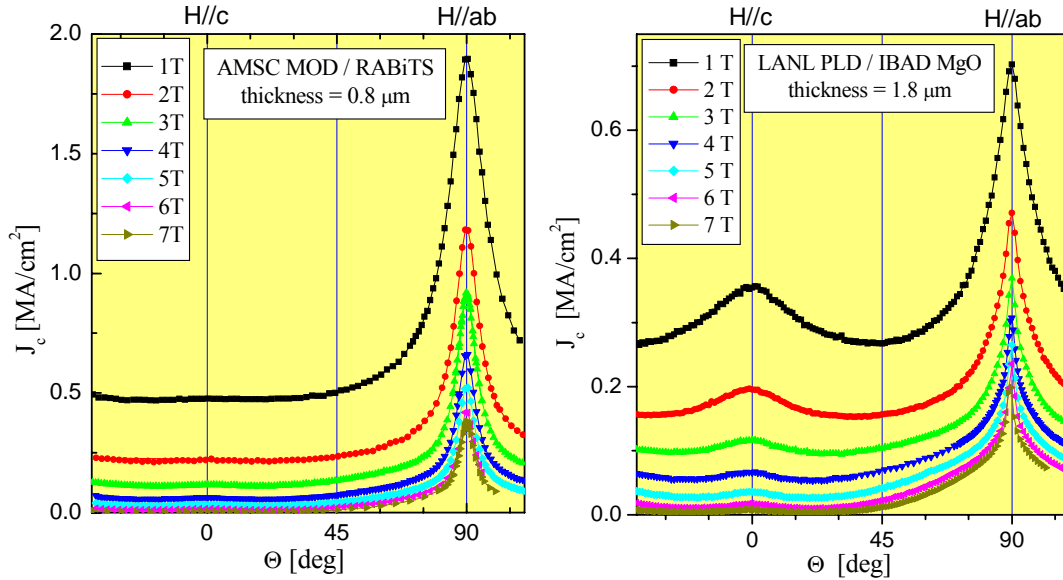 H//c
H//ab
2.0
1.5
1.0
0.5
0.0
J_c [MA/cm^2]
1T
2T
3T
4T
5T
6T
7T
AMSC MOD / RABiTS
thickness = 0.8 μm
0
45
90
Θ [deg]
H//c
H//ab
0.6
0.4
0.2
0.0
J_c [MA/cm^2]
1 T
2 T
3 T
4 T
5 T
6 T
7 T
LANL PLD / IBAD MgO
thickness = 1.8 μm
0
45
90
Θ [deg]